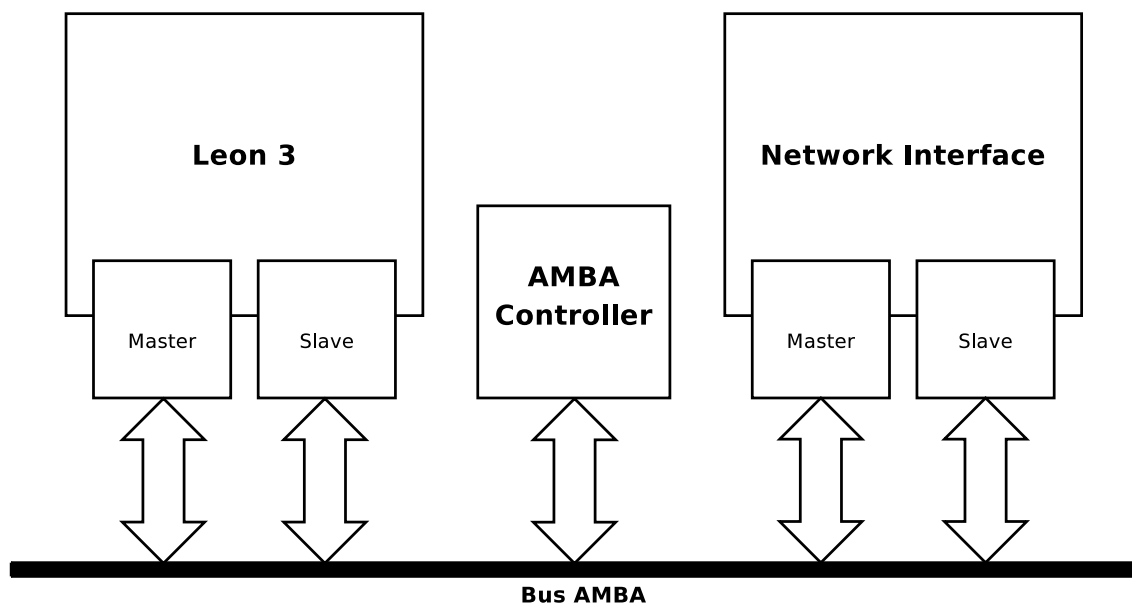 Leon 3
Network Interface
AMBA
Controller
Master
Slave
Master
Slave
Bus AMBA